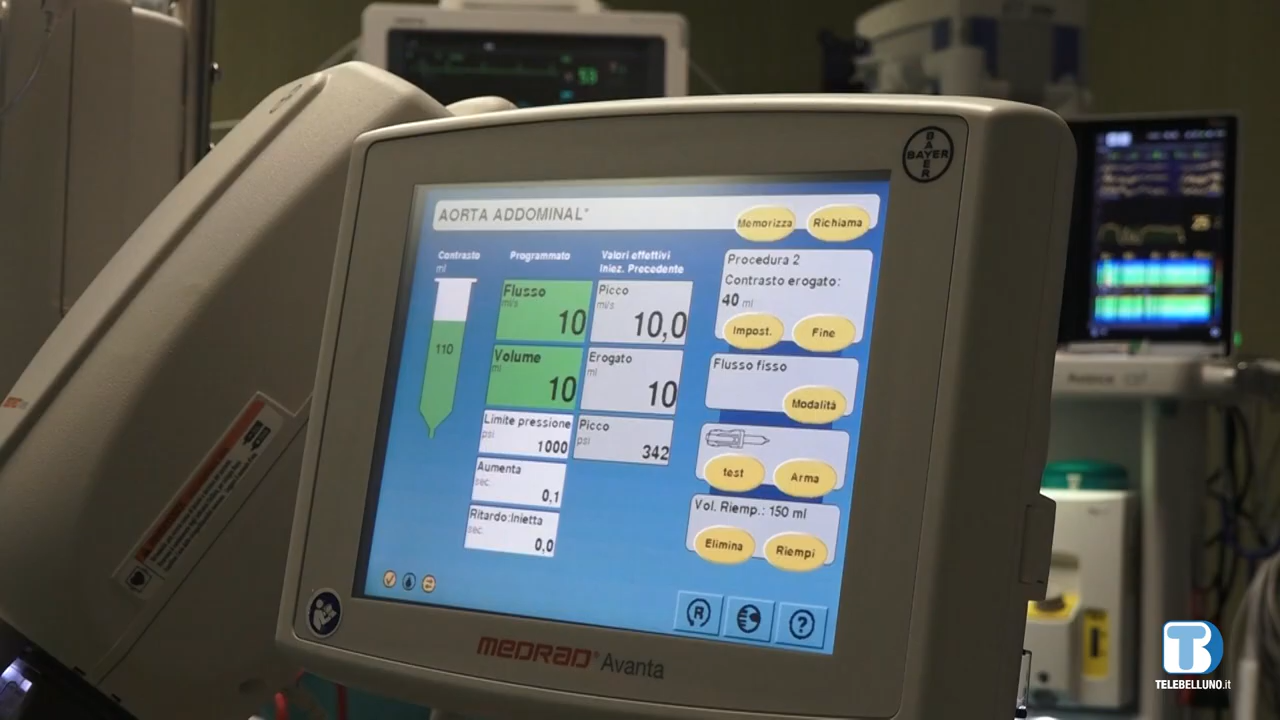 BAYER
BAYER
AORTA ADDOMINAL*
Memorizza
Richiama
Contrasto
ml
Programmato
Valori effettivi
Iniez. Precedente
110
Flusso
ml/s
10
Picco
ml/s
10,0
Volume
ml
10
Erogato
ml
10
Limite pressione
psi
1000
Picco
psi
342
Aumenta
sec.
0,1
Ritardo:Inietta
sec.
0,0
Procedura 2
Contrasto erogato:
40 ml
Impost.
Fine
Flusso fisso
Modalità
test
Arma
Vol. Riemp.: 150 ml
Elimina
Riempi
R
?
MEDRAD® Avanta
TB
TELEBELLUNO.it